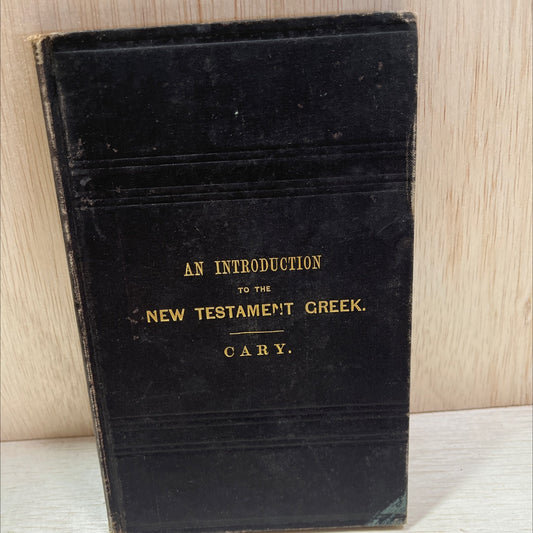 AN INTRODUCTION
TO THE
NEW TESTAMENT GREEK.
CARY.